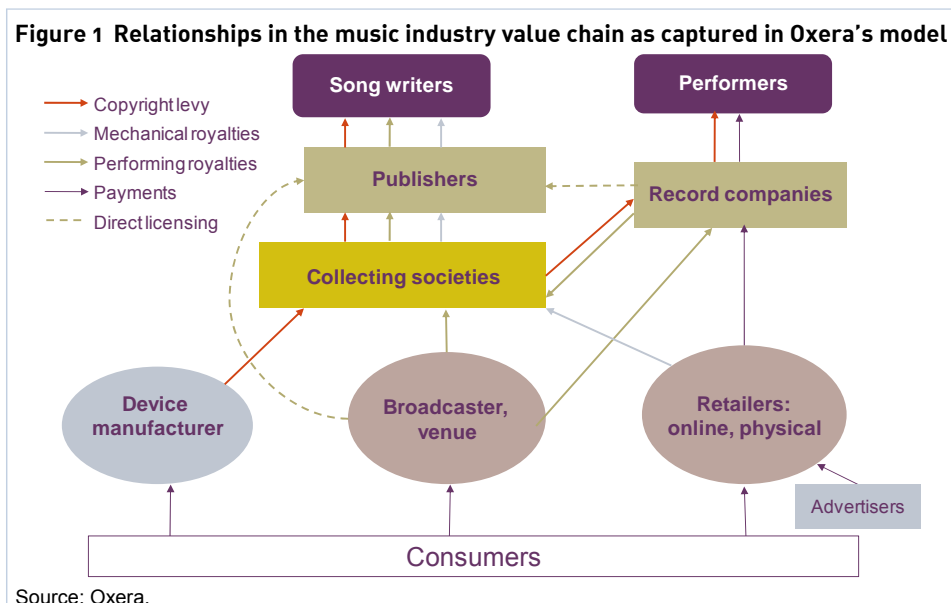 Figure 1 Relationships in the music industry value chain as captured in Oxera's model
Song writers
Performers
Copyright levy
Mechanical royalties
Performing royalties
Payments
Direct licensing
Publishers
Record companies
Collecting societies
Device
manufacturer
Broadcaster,
venue
Retailers:
online, physical
Advertisers
Consumers
Source: Oxera.